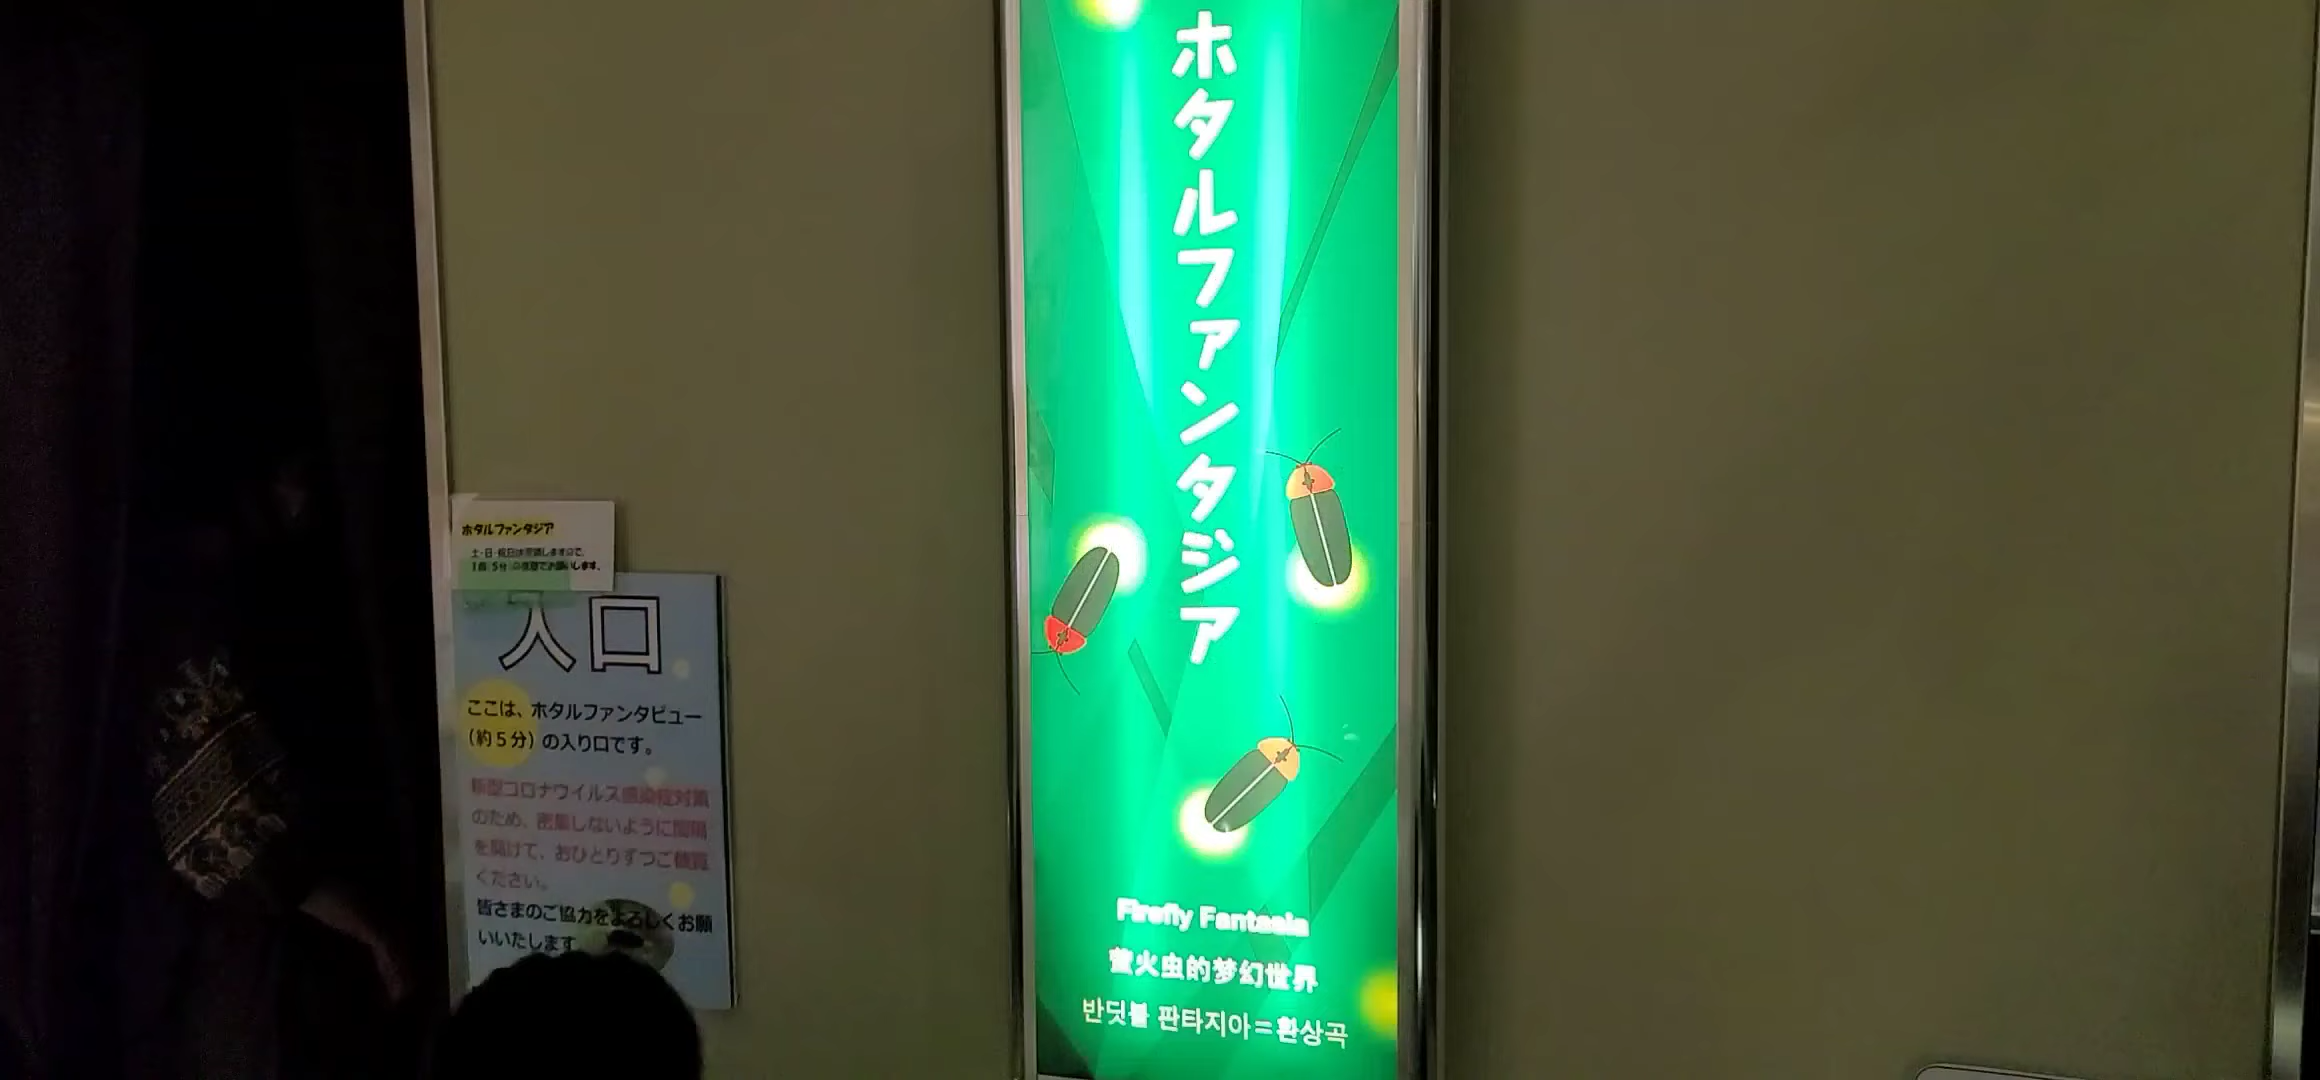 ホタルファンタジア
土・日・祝日は混雑しますので、
1回5分の夜間でお願いします。
入口
ここは、ホタルファンタビュー
（約５分）の入り口です。
新型コロナウイルス感染症対策
のため、密集しないように間隔
を開けて、おひとりずつご観覧
ください。
皆さまのご協力をよろしくお願
いいたします。
ホタルファンタジア
Firefly Fantasia
萤火虫的梦幻世界
반딧불 판타지아=환상곡